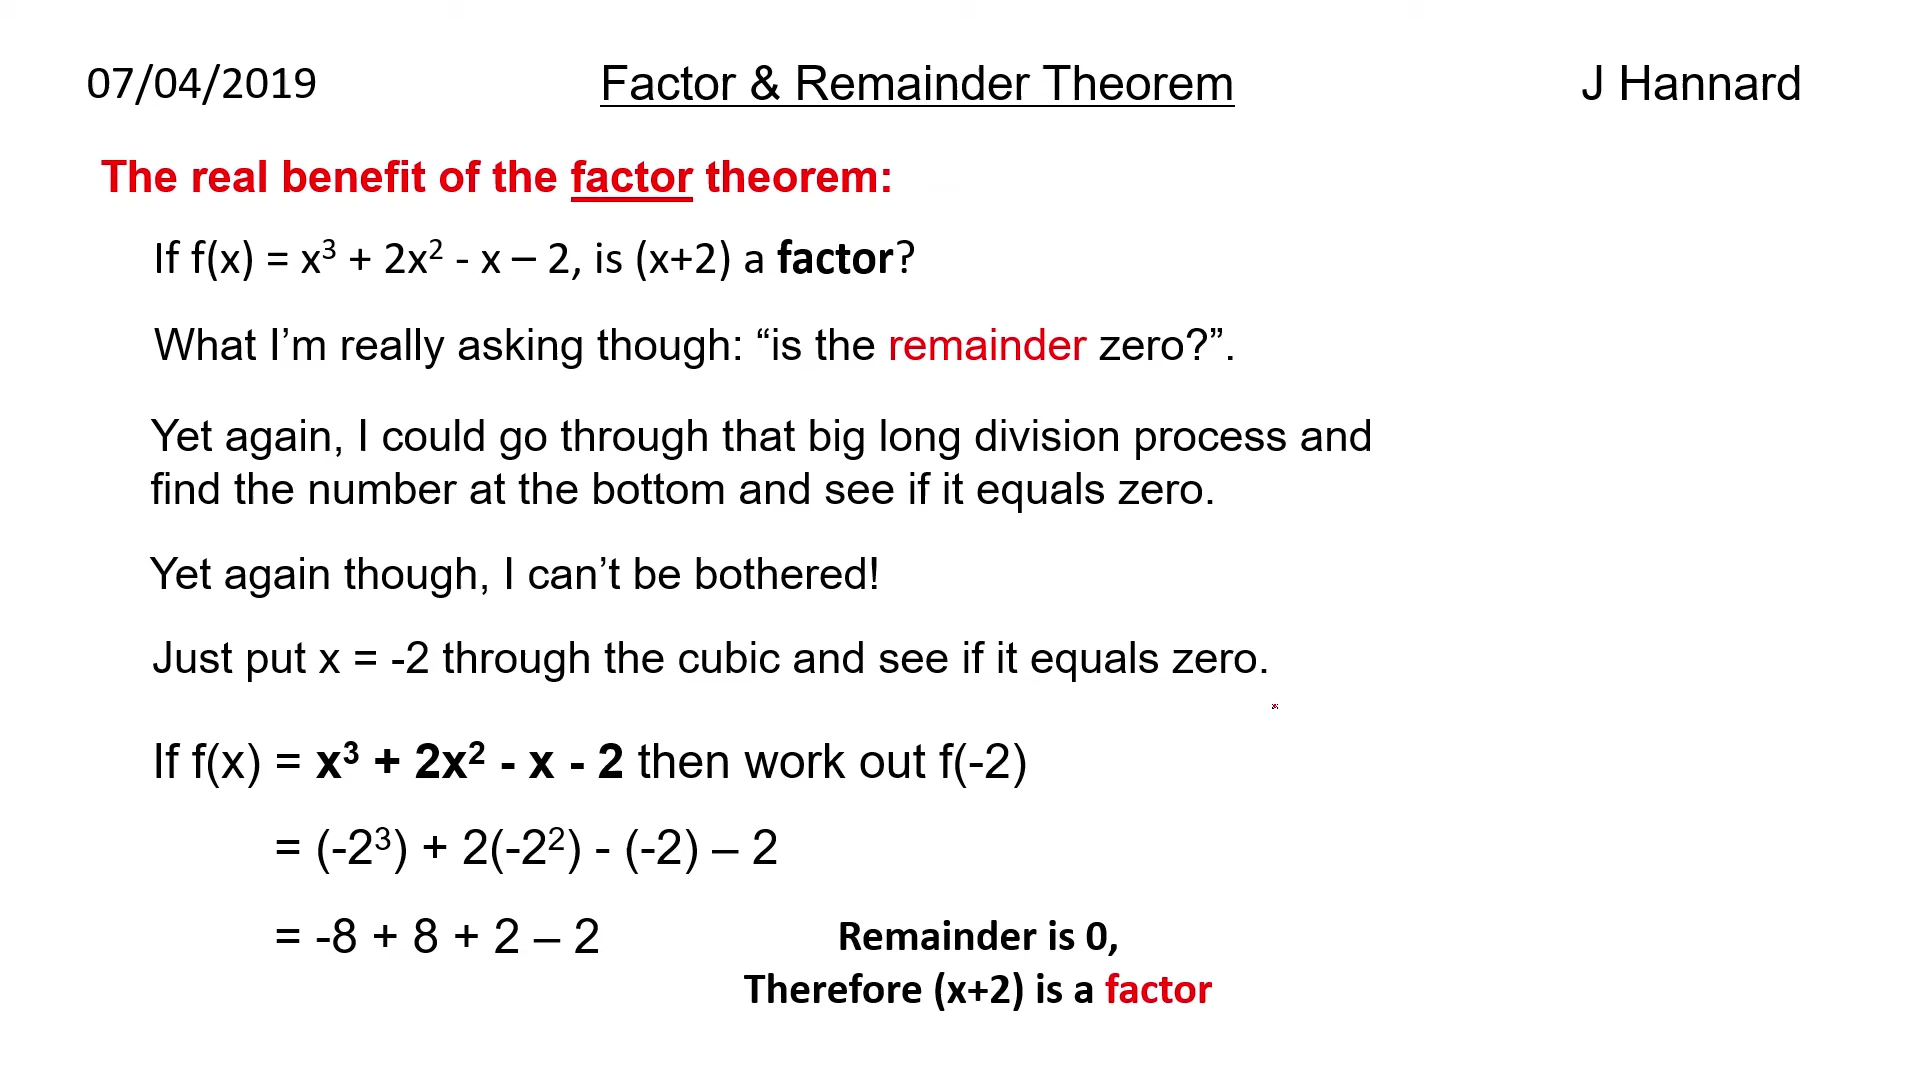 07/04/2019 Factor & Remainder Theorem J Hannard
The real benefit of the factor theorem:
If f(x) = x³ + 2x² - x – 2, is (x+2) a factor?
What I’m really asking though: “is the remainder zero?”.
Yet again, I could go through that big long division process and
find the number at the bottom and see if it equals zero.
Yet again though, I can’t be bothered!
Just put x = -2 through the cubic and see if it equals zero.
If f(x) = x³ + 2x² - x - 2 then work out f(-2)
= (-2³) + 2(-2²) - (-2) – 2
= -8 + 8 + 2 – 2
Remainder is 0,
Therefore (x+2) is a factor